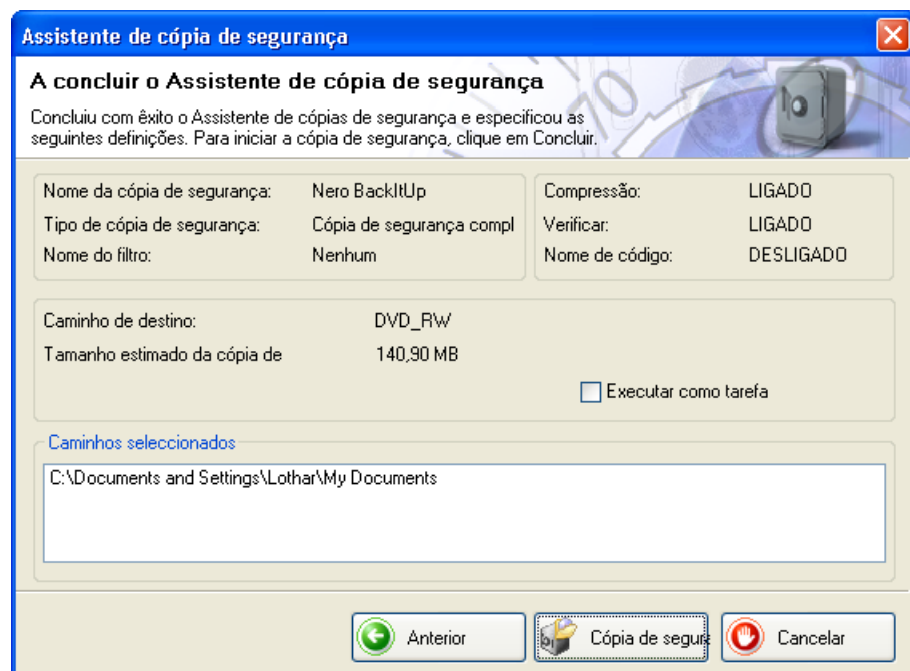 Assistente de cópia de segurança
A concluir o Assistente de cópia de segurança
Concluiu com êxito o Assistente de cópias de segurança e especificou as
seguintes definições. Para iniciar a cópia de segurança, clique em Concluir.
Nome da cópia de segurança: Nero BackItUp
Tipo de cópia de segurança: Cópia de segurança compl
Nome do filtro: Nenhum
Compressão: LIGADO
Verificar: LIGADO
Nome de código: DESLIGADO
Caminho de destino: DVD_RW
Tamanho estimado da cópia de 140,90 MB
Executar como tarefa
Caminhos seleccionados
C:\Documents and Settings\Lothar\My Documents
Anterior
Cópia de segura
Cancelar